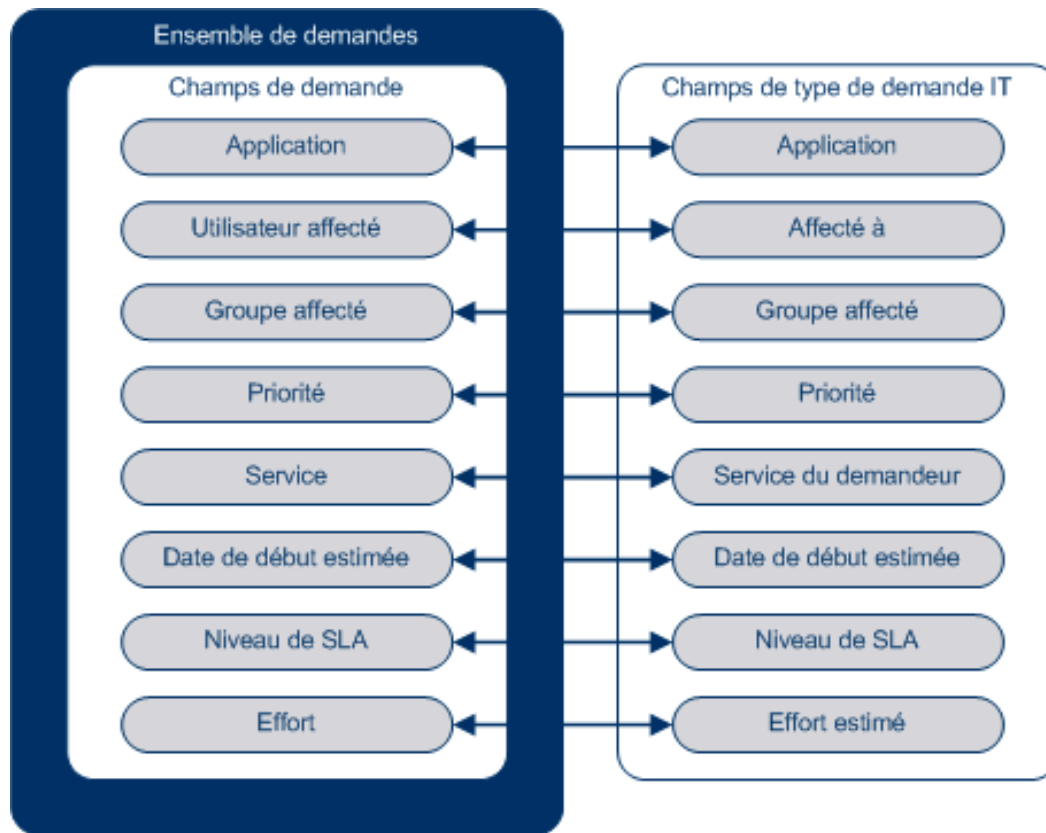 Ensemble de demandes
Champs de demande
Application
Utilisateur affecté
Groupe affecté
Priorité
Service
Date de début estimée
Niveau de SLA
Effort
Champs de type de demande IT
Application
Affecté à
Groupe affecté
Priorité
Service du demandeur
Date de début estimée
Niveau de SLA
Effort estimé